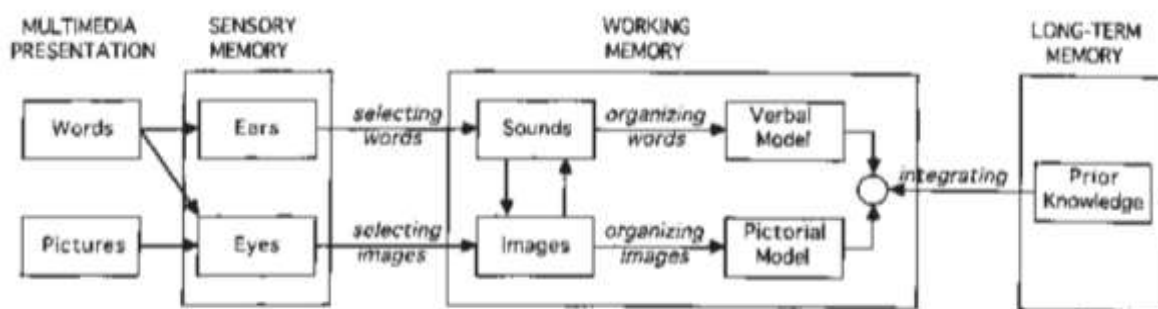 MULTIMEDIA
PRESENTATION
SENSORY
MEMORY
WORKING
MEMORY
LONG-TERM
MEMORY
Words
Ears
selecting
words
Sounds
organizing
words
Verbal
Model
integrating
Prior
Knowledge
Pictures
Eyes
selecting
images
Images
organizing
images
Pictorial
Model